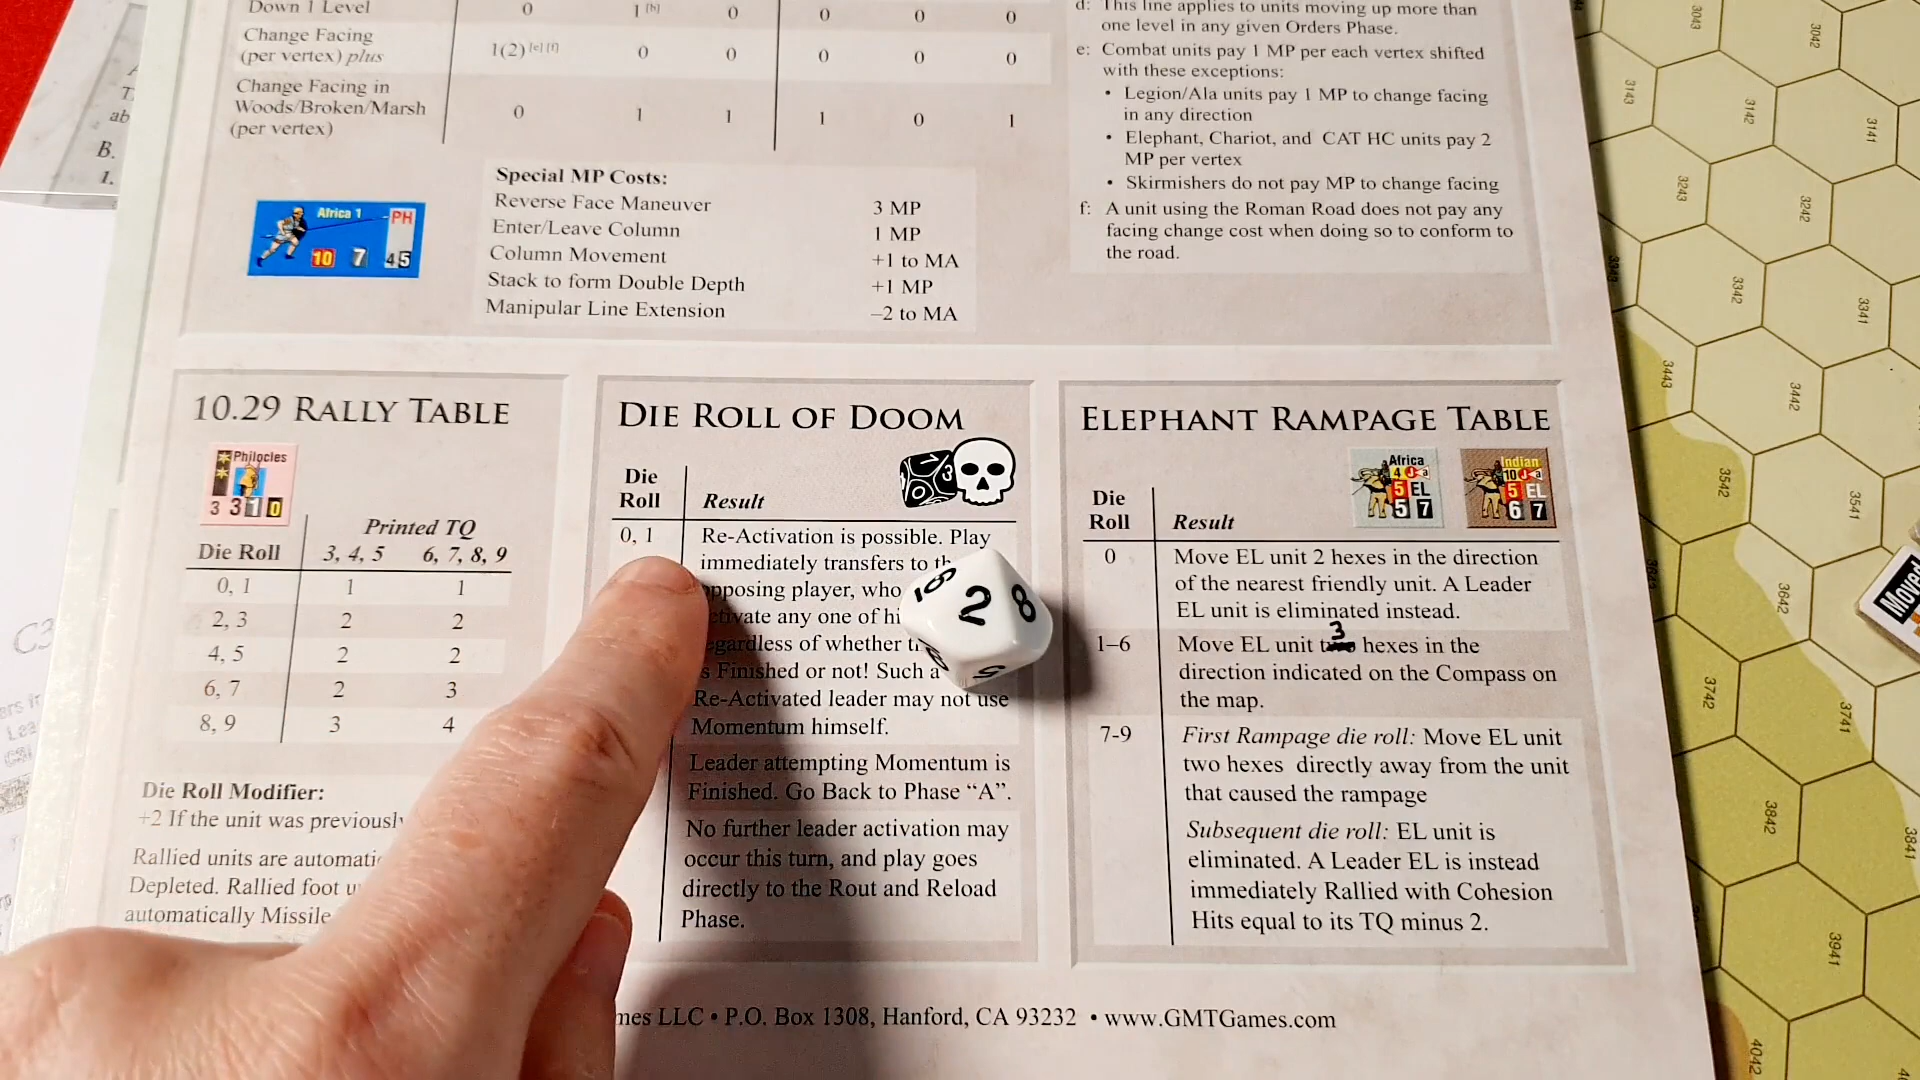 Down 1 Level 0 1 [b] 0 0 0 0
Change Facing
(per vertex) plus 1(2) [e] [f] 0 0 0 0 0
Change Facing in
Woods/Broken/Marsh
(per vertex) 0 1 1 1 0 1
Africa 1 PH
10 7 45
Special MP Costs:
Reverse Face Maneuver 3 MP
Enter/Leave Column 1 MP
Column Movement +1 to MA
Stack to form Double Depth +1 MP
Manipular Line Extension –2 to MA
d: This line applies to units moving up more than
one level in any given Orders Phase.
e: Combat units pay 1 MP per each vertex shifted
with these exceptions:
• Legion/Ala units pay 1 MP to change facing
in any direction
• Elephant, Chariot, and CAT HC units pay 2
MP per vertex
• Skirmishers do not pay MP to change facing
f: A unit using the Roman Road does not pay any
facing change cost when doing so to conform to
the road.
10.29 RALLY TABLE
Philocles
3 3 1 0
Printed TQ
Die Roll 3, 4, 5 6, 7, 8, 9
0, 1 1 1
2, 3 2 2
4, 5 2 2
6, 7 2 3
8, 9 3 4
Die Roll Modifier:
+2 If the unit was previously
Rallied units are
Depleted. Rallied foot
automatically Missile
DIE ROLL OF DOOM
Die
Roll Result
0, 1 Re-Activation is possible. Play
immediately transfers to
opposing player, who
activate any one of
regardless of whether
is Finished or not! Such a
Re-Activated leader may not use
Momentum himself.
Leader attempting Momentum is
Finished. Go Back to Phase “A”.
No further leader activation may
occur this turn, and play goes
directly to the Rout and Reload
Phase.
2 8
5
ELEPHANT RAMPAGE TABLE
Africa
4 J a
5 EL
5 7
Indian
10 J a
5 EL
6 7
Die
Roll Result
0 Move EL unit 2 hexes in the direction
of the nearest friendly unit. A Leader
EL unit is eliminated instead.
1–6 Move EL unit 3 hexes in the
direction indicated on the Compass on
the map.
7-9 First Rampage die roll: Move EL unit
two hexes directly away from the unit
that caused the rampage
Subsequent die roll: EL unit is
eliminated. A Leader EL is instead
immediately Rallied with Cohesion
Hits equal to its TQ minus 2.
LLC • P.O. Box 1308, Hanford, CA 93232 • www.GMTGames.com
3043
3042
3143
3142
3141
3243
3242
3342
3341
3443
3442
3542
3541
3642
3742
3741
3842
3841
3941
4042
Moved
B.
1.